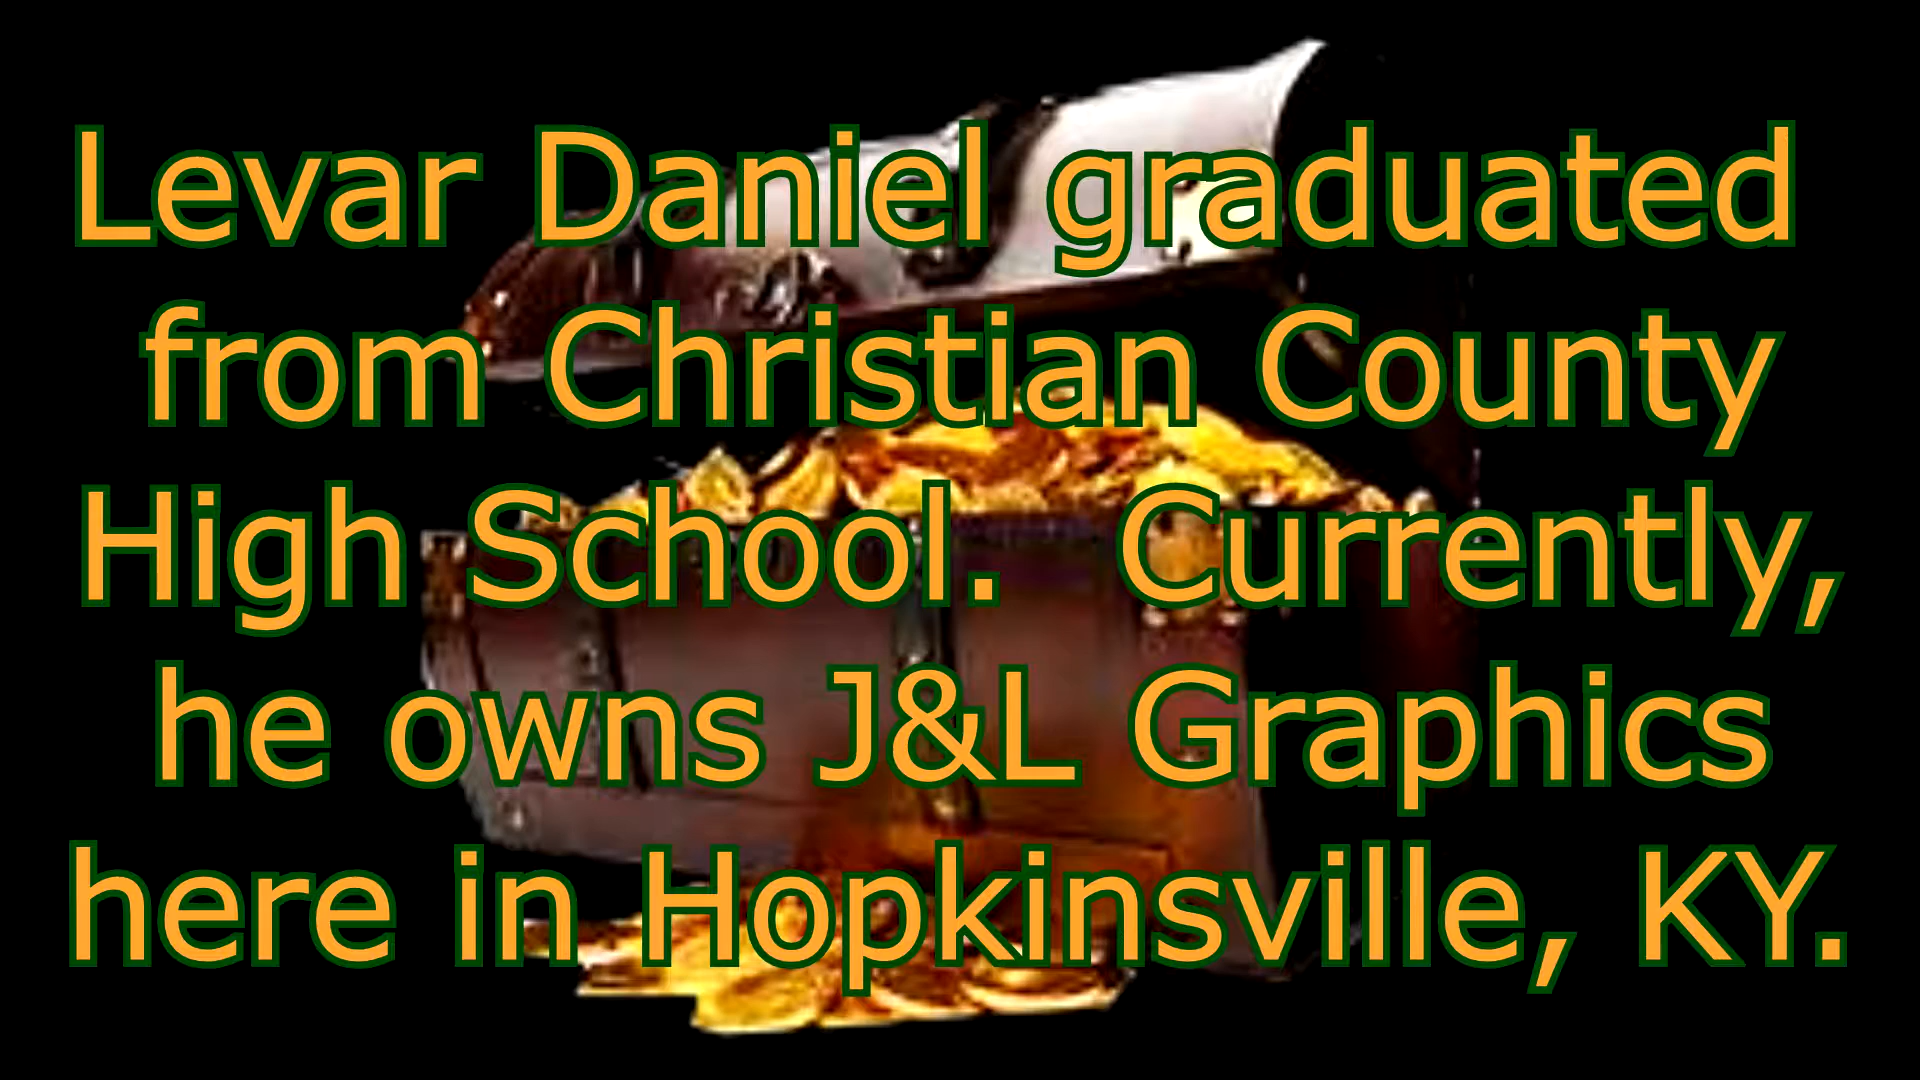 Levar Daniel graduated
from Christian County
High School.  Currently,
he owns J&L Graphics
here in Hopkinsville, KY.